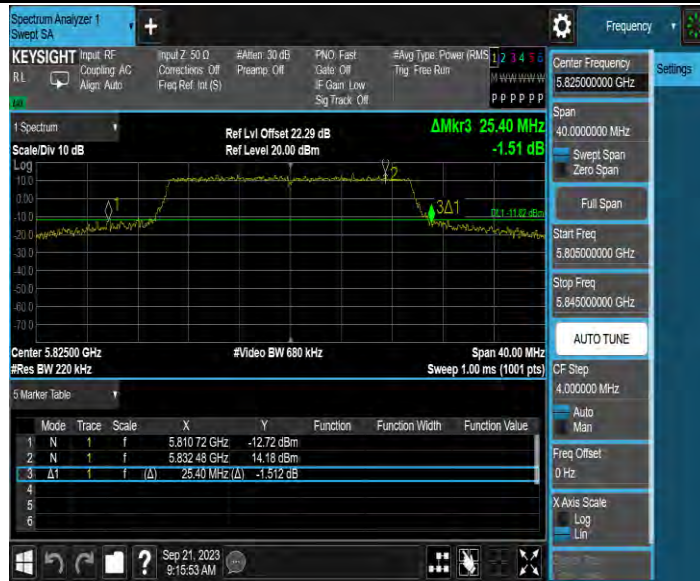 Spectrum Analyzer 1
Swept SA
+
Frequency
KEYSIGHT
RL
Input: RF
Coupling: AC
Align: Auto
Input Z: 50 Ω
Corrections: Off
Freq Ref: Int (S)
#Atten: 30 dB
Preamp: Off
PNO: Fast
Gate: Off
IF Gain: Low
Sig Track: Off
#Avg Type: Power (RMS)
Trig: Free Run
1 2 3 4 5 6
M W W W W W
P P P P P P
1 Spectrum
Scale/Div 10 dB
Ref Lvl Offset 22.29 dB
Ref Level 20.00 dBm
ΔMkr3 25.40 MHz
-1.51 dB
Log
10.0
0.00
-10.0
-20.0
-30.0
-40.0
-50.0
-60.0
-70.0
1
2
3Δ1
DL1 -11.82 dBm
Center 5.82500 GHz
#Res BW 220 kHz
#Video BW 680 kHz
Span 40.00 MHz
Sweep 1.00 ms (1001 pts)
5 Marker Table
Mode Trace Scale X Y Function Function Width Function Value
1 N 1 f 5.810 72 GHz -12.72 dBm
2 N 1 f 5.832 48 GHz 14.18 dBm
3 Δ1 1 f (Δ) 25.40 MHz (Δ) -1.512 dB
4
5
6
Sep 21, 2023
9:15:53 AM
?
Settings
Center Frequency
5.825000000 GHz
Span
40.0000000 MHz
Swept Span
Zero Span
Full Span
Start Freq
5.805000000 GHz
Stop Freq
5.845000000 GHz
AUTO TUNE
CF Step
4.000000 MHz
Auto
Man
Freq Offset
0 Hz
X Axis Scale
Log
Lin